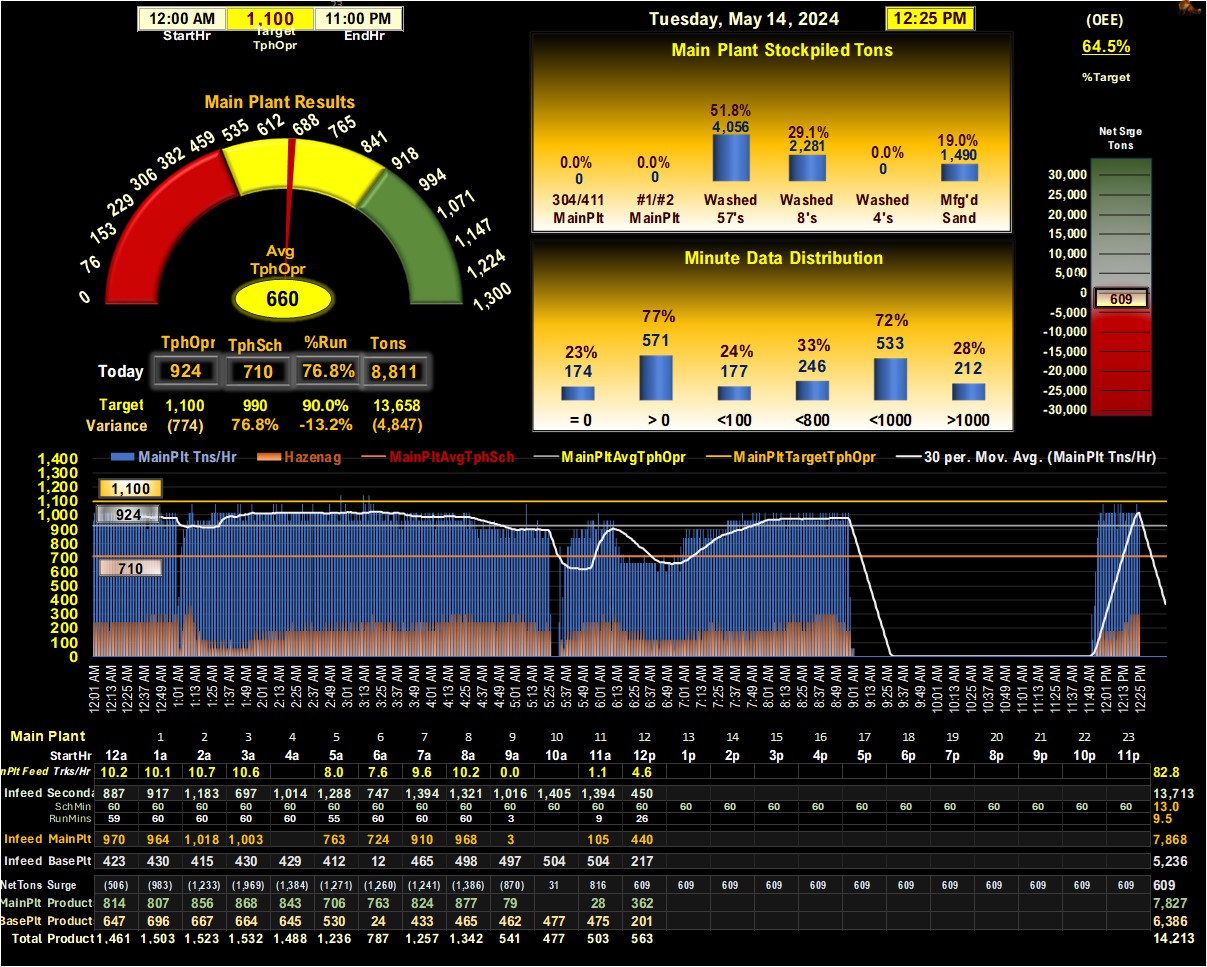 12:00 AM 1,100 11:00 PM
StartHr Target TphOpr EndHr
Tuesday, May 14, 2024 12:25 PM
(OEE)
64.5%
%Target
Main Plant Results
0 76 153 229 306 382 459 535 612 688 765 841 918 994 1,071 1,147 1,224 1,300
Avg
TphOpr
660
TphOpr TphSch %Run Tons
Today 924 710 76.8% 8,811
Target 1,100 990 90.0% 13,658
Variance (774) 76.8% -13.2% (4,847)
Main Plant Stockpiled Tons
0.0% 0.0% 51.8% 29.1% 0.0% 19.0%
0 0 4,056 2,281 0 1,490
304/411 #1/#2 Washed Washed Washed Mfg'd
MainPlt MainPlt 57's 8's 4's Sand
Minute Data Distribution
23% 77% 24% 33% 72% 28%
174 571 177 246 533 212
= 0 > 0 <100 <800 <1000 >1000
Net Srge
Tons
30,000
25,000
20,000
15,000
10,000
5,000
0
609
-5,000
-10,000
-15,000
-20,000
-25,000
-30,000
MainPlt Tns/Hr Hazenag MainPltAvgTphSch MainPltAvgTphOpr MainPltTargetTphOpr 30 per. Mov. Avg. (MainPlt Tns/Hr)
1,400
1,300
1,200
1,100
1,000
900
800
700
600
500
400
300
200
100
0
1,100
924
710
12:01 AM 12:13 AM 12:25 AM 12:37 AM 12:49 AM 1:01 AM 1:13 AM 1:25 AM 1:37 AM 1:49 AM 2:01 AM 2:13 AM 2:25 AM 2:37 AM 2:49 AM 3:01 AM 3:13 AM 3:25 AM 3:37 AM 3:49 AM 4:01 AM 4:13 AM 4:25 AM 4:37 AM 4:49 AM 5:01 AM 5:13 AM 5:25 AM 5:37 AM 5:49 AM 6:01 AM 6:13 AM 6:25 AM 6:37 AM 6:49 AM 7:01 AM 7:13 AM 7:25 AM 7:37 AM 7:49 AM 8:01 AM 8:13 AM 8:25 AM 8:37 AM 8:49 AM 9:01 AM 9:13 AM 9:25 AM 9:37 AM 9:49 AM 10:01 AM 10:13 AM 10:25 AM 10:37 AM 10:49 AM 11:01 AM 11:13 AM 11:25 AM 11:37 AM 11:49 AM 12:01 PM 12:13 PM 12:25 PM
Main Plant 1 2 3 4 5 6 7 8 9 10 11 12 13 14 15 16 17 18 19 20 21 22 23
StartHr 12a 1a 2a 3a 4a 5a 6a 7a 8a 9a 10a 11a 12p 1p 2p 3p 4p 5p 6p 7p 8p 9p 10p 11p
nPlt Feed Trks/Hr 10.2 10.1 10.7 10.6 8.0 7.6 9.6 10.2 0.0 1.1 4.6 82.8
Infeed Seconda 887 917 1,183 697 1,014 1,288 747 1,394 1,321 1,016 1,405 1,394 450 13,713
SchMin 60 60 60 60 60 60 60 60 60 60 60 60 60 60 60 60 60 60 60 60 60 60 60 60 13.0
RunMins 59 60 60 60 55 60 60 60 3 9 26 9.5
Infeed MainPlt 970 964 1,018 1,003 763 724 910 968 3 105 440 7,868
Infeed BasePlt 423 430 415 430 429 412 12 465 498 497 504 504 217 5,236
NetTons Surge (506) (983) (1,233) (1,969) (1,384) (1,271) (1,260) (1,241) (1,386) (870) 31 816 609 609 609 609 609 609 609 609 609 609 609 609 609
MainPlt Product 814 807 856 868 843 706 763 824 877 79 28 362 7,827
BasePlt Product 647 696 667 664 645 530 24 433 465 462 477 475 201 6,386
Total Product 1,461 1,503 1,523 1,532 1,488 1,236 787 1,257 1,342 541 477 503 563 14,213